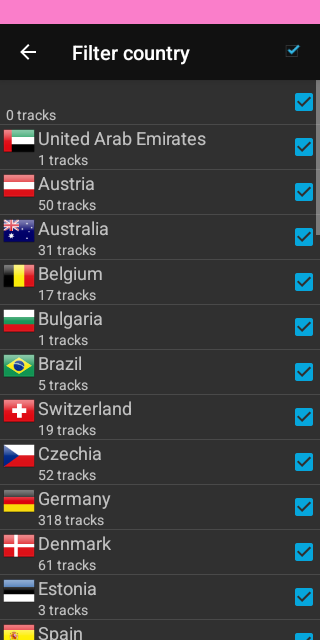 Filter country
0 tracks
United Arab Emirates
1 tracks
Austria
50 tracks
Australia
31 tracks
Belgium
17 tracks
Bulgaria
1 tracks
Brazil
5 tracks
Switzerland
19 tracks
Czechia
52 tracks
Germany
318 tracks
Denmark
61 tracks
Estonia
3 tracks
Spain